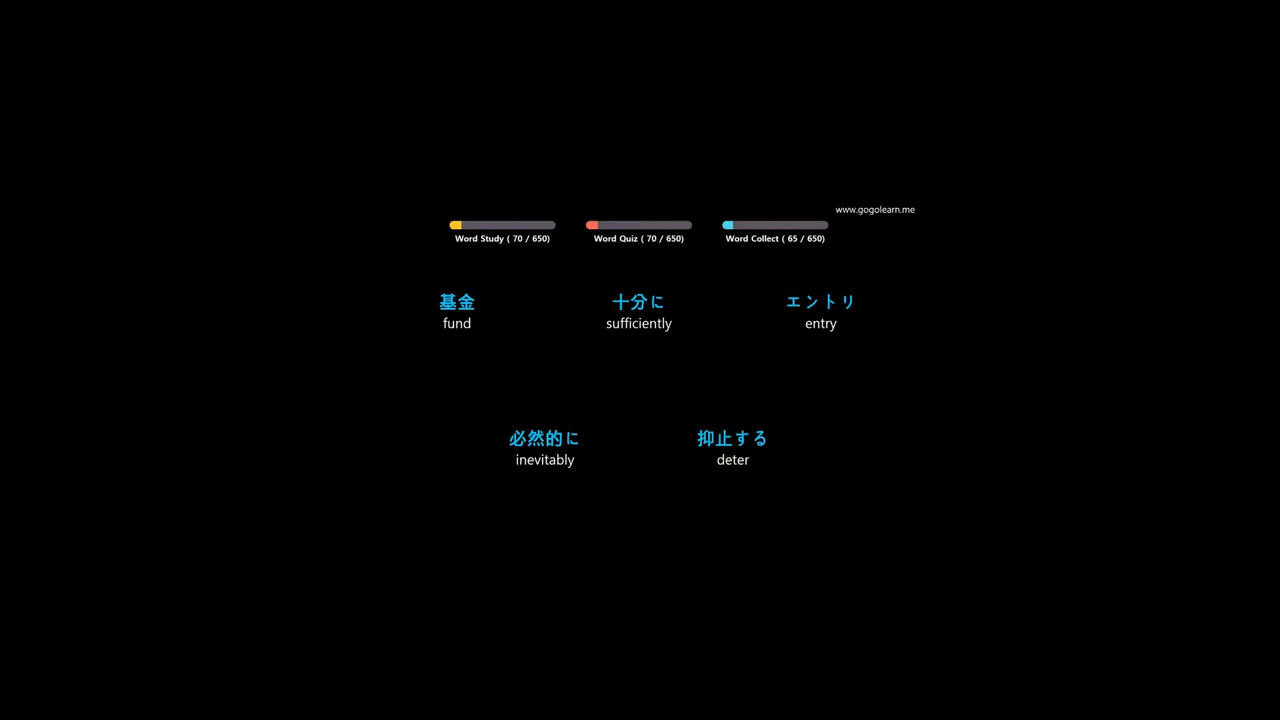 www.gogolearn.me
Word Study ( 70 / 650)
Word Quiz ( 70 / 650)
Word Collect ( 65 / 650)
基金
fund
十分に
sufficiently
エントリ
entry
必然的に
inevitably
抑止する
deter